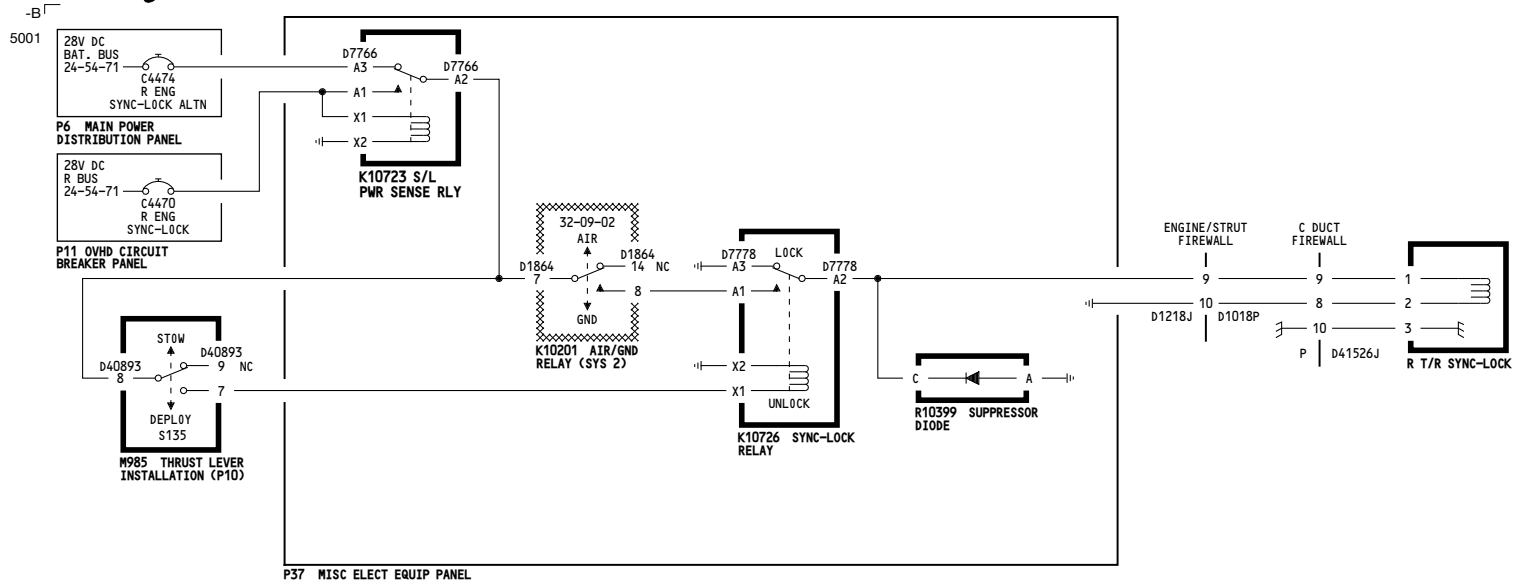 -B
5001
28V DC
BAT. BUS
24-54-71
C4474
R ENG
SYNC-LOCK ALTN
P6 MAIN POWER
DISTRIBUTION PANEL
28V DC
R BUS
24-54-71
C4470
R ENG
SYNC-LOCK
P11 OVHD CIRCUIT
BREAKER PANEL
D7766
A3
A1
X1
X2
D7766
A2
K10723 S/L
PWR SENSE RLY
32-09-02
AIR
D1864
7
D1864
14 NC
8
GND
K10201 AIR/GND
RELAY (SYS 2)
STOW
D40893
8
D40893
9 NC
7
DEPLOY
S135
M985 THRUST LEVER
INSTALLATION (P10)
D7778
A3
A1
LOCK
D7778
A2
X2
X1
UNLOCK
K10726 SYNC-LOCK
RELAY
C
A
R10399 SUPPRESSOR
DIODE
ENGINE/STRUT
FIREWALL
9
10
D1218J
D1018P
C DUCT
FIREWALL
9
8
10
P
D41526J
1
2
3
R T/R SYNC-LOCK
P37 MISC ELECT EQUIP PANEL